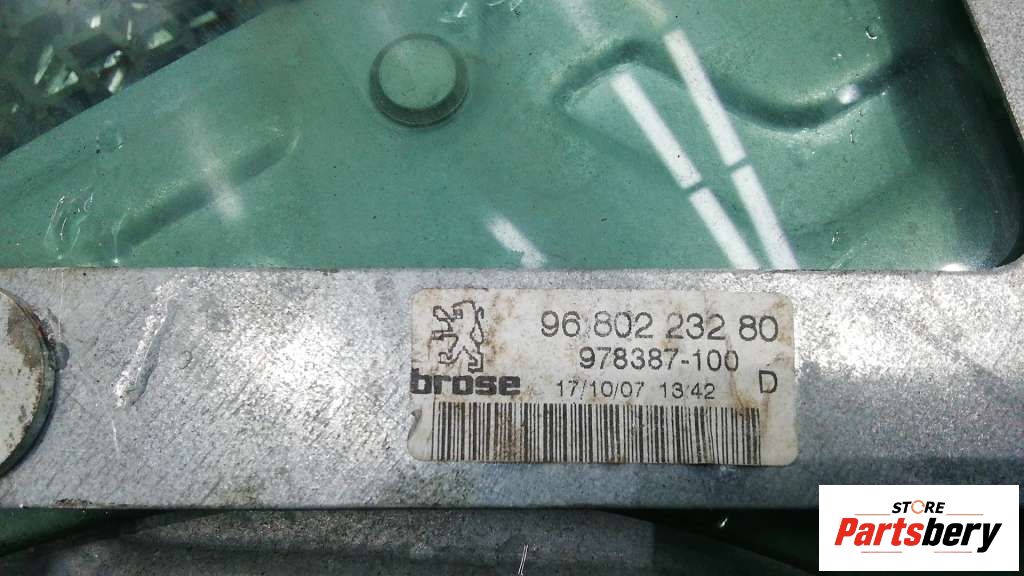 96 802 232 80
978387-100
brose 17/10/07 13:42 D
STORE
Partsbery